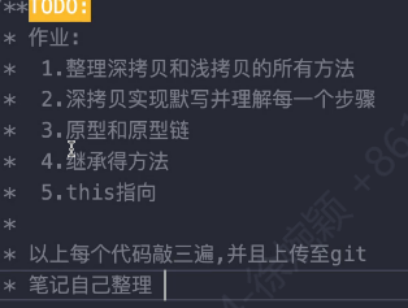 **TODO:
* 作业:
* 1.整理深拷贝和浅拷贝的所有方法
* 2.深拷贝实现默写并理解每一个步骤
* 3.原型和原型链
* 4.继承得方法
* 5.this指向
*
* 以上每个代码敲三遍,并且上传至git
* 笔记自己整理
徐婉颖 +861